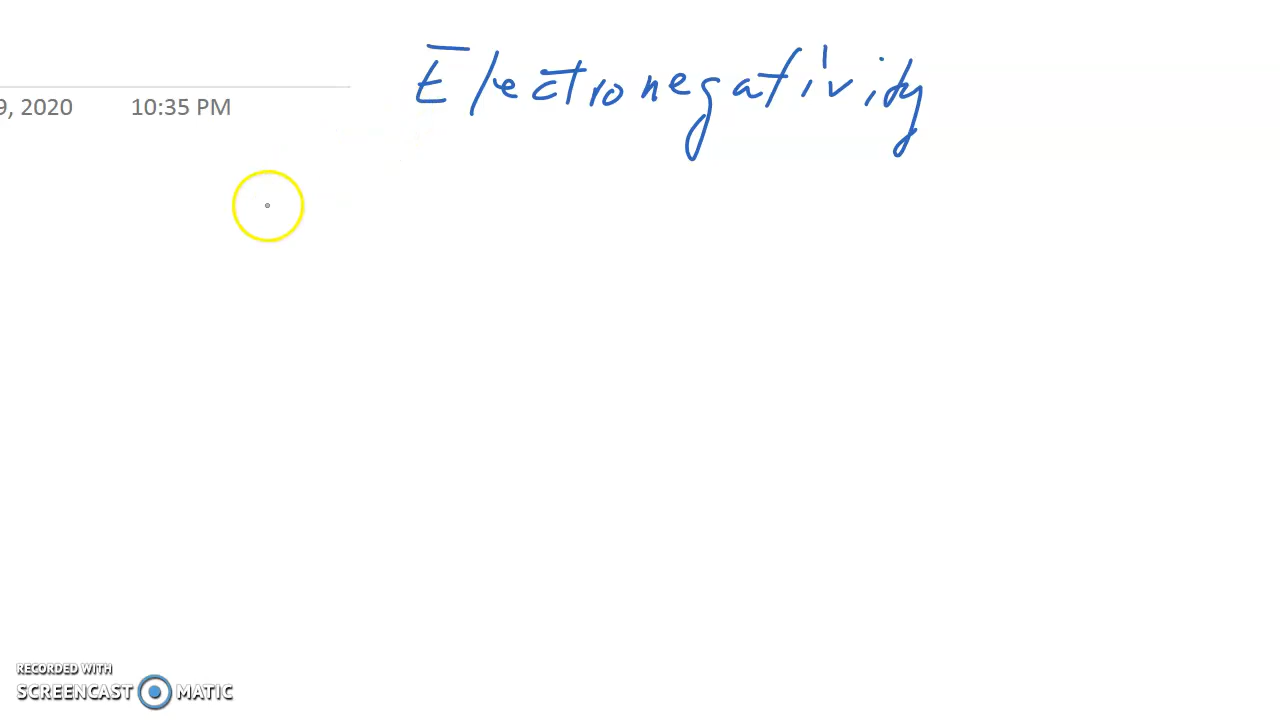 Electronegativity
9, 2020 10:35 PM
RECORDED WITH
SCREENCAST MATIC